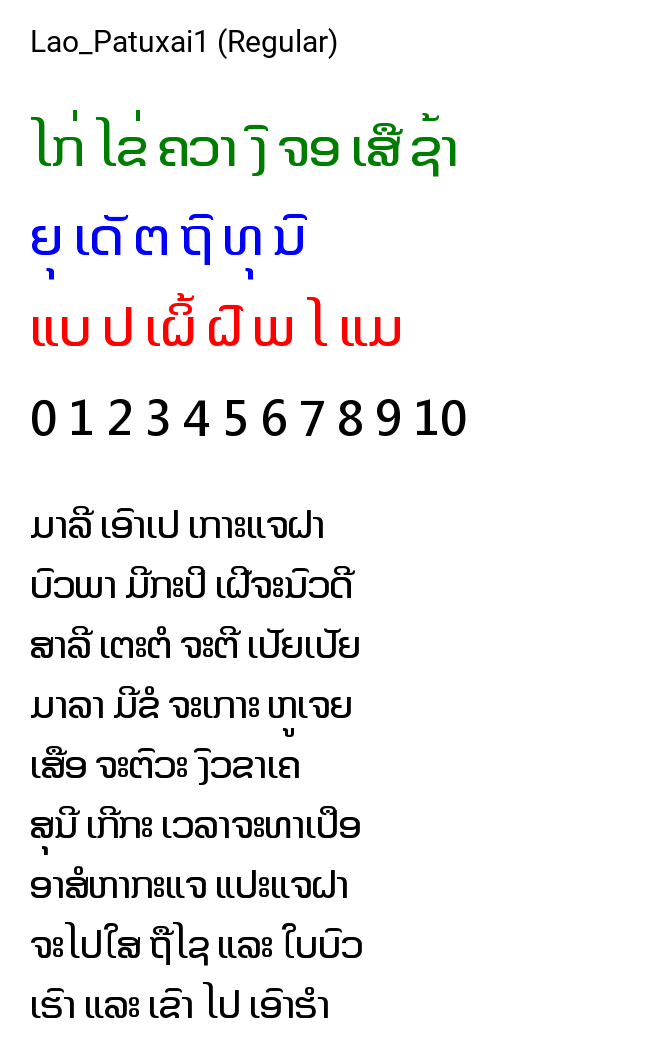 Lao_Patuxai1 (Regular)
ໄກ່ ໄຂ່ ຄວາ ງົ ຈອ ເສື ຊ້າ
ຍຸ ເດັ ຕ ຖິ ທຸ ນົ
ແບ ປ ເຜິ້ ຝົ ພ ໄ ແມ
0 1 2 3 4 5 6 7 8 9 10
ມາລີ ເອົາເປ ເກາະແຈຝາ
ບົວພາ ມີກະປິ ເຝີຈະນົວດີ
ສາລີ ເຕະຕໍ ຈະຕີ ເປັຍເປັຍ
ມາລາ ມີຂໍ ຈະເກາະ ຫູເຈຍ
ເສືອ ຈະຕົວະ ງົວຂາເຄ
ສຸນີ ເກີກະ ເວລາຈະທາເປືອ
ອາສໍຫາກະແຈ ແປະແຈຝາ
ຈະໄປໃສ ຖືໄຊ ແລະ ໃບບົວ
ເຮົາ ແລະ ເຂົາ ໄປ ເອົາຮໍາ